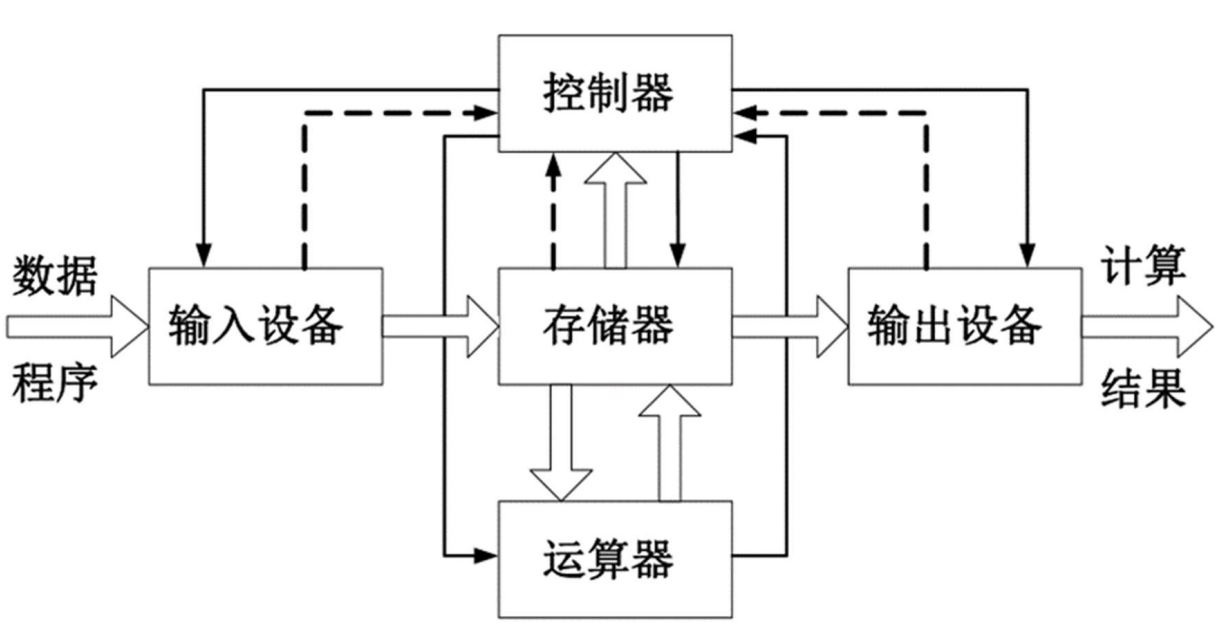 控制器
数据
程序
输入设备
存储器
输出设备
计算
结果
运算器